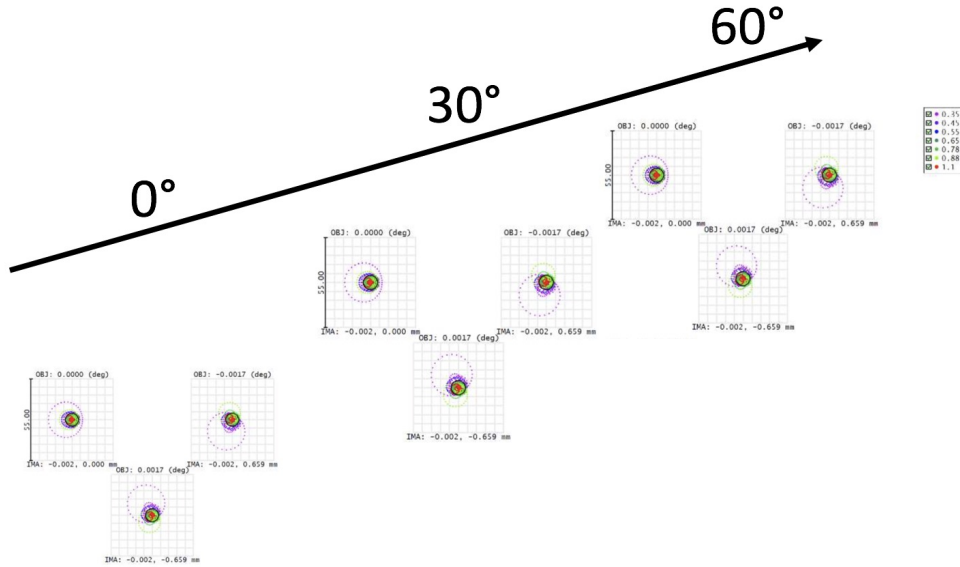 60°
30°
0°
0.35
0.45
0.55
0.65
0.78
0.88
1.1
OBJ: 0.0000 (deg)
OBJ: -0.0017 (deg)
55.00
IMA: -0.002, 0.000 mm
IMA: -0.002, 0.659 mm
OBJ: 0.0017 (deg)
IMA: -0.002, -0.659 mm
OBJ: 0.0000 (deg)
OBJ: -0.0017 (deg)
55.00
IMA: -0.002, 0.000 mm
IMA: -0.002, 0.659 mm
OBJ: 0.0017 (deg)
IMA: -0.002, -0.659 mm
OBJ: 0.0000 (deg)
OBJ: -0.0017 (deg)
55.00
IMA: -0.002, 0.000 mm
IMA: -0.002, 0.659 mm
OBJ: 0.0017 (deg)
IMA: -0.002, -0.659 mm